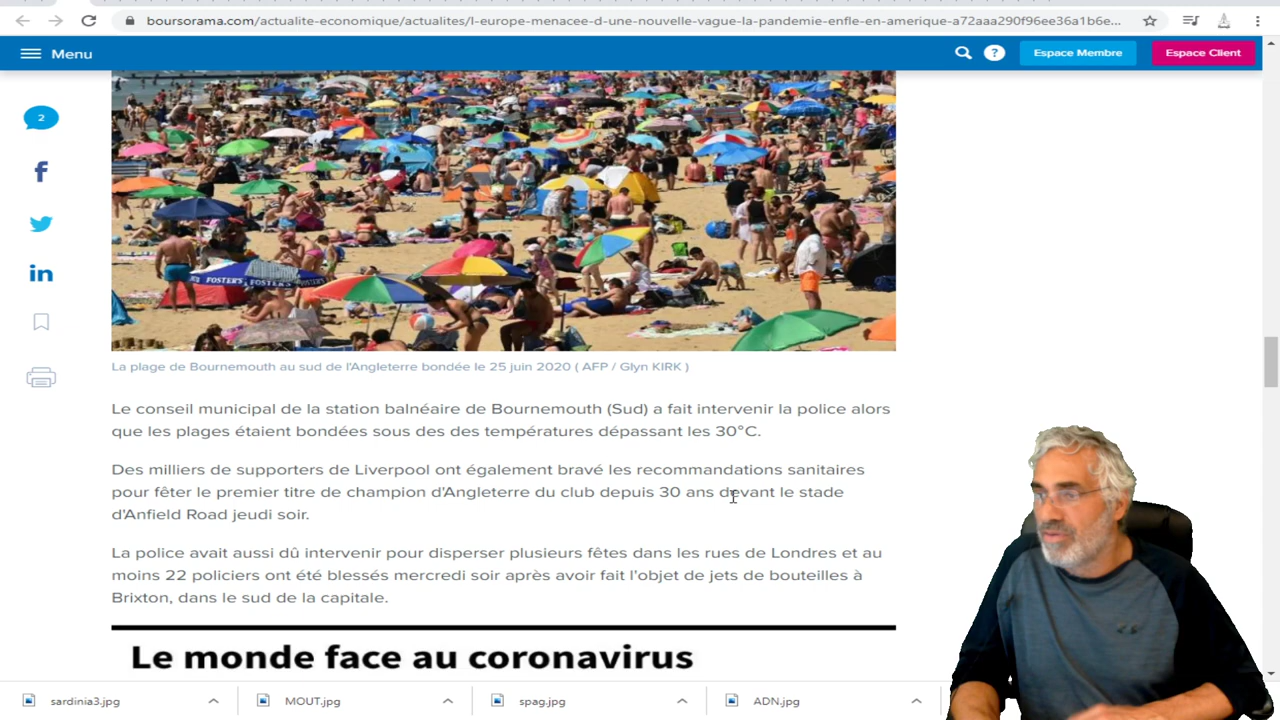 boursorama.com/actualite-economique/actualites/l-europe-menacee-d-une-nouvelle-vague-la-pandemie-enfle-en-amerique-a72aaa290f96ee36a1b6e...
Menu
?
Espace Membre
Espace Client
2
FOSTER'S FOSTER'S
La plage de Bournemouth au sud de l'Angleterre bondée le 25 juin 2020 ( AFP / Glyn KIRK )
Le conseil municipal de la station balnéaire de Bournemouth (Sud) a fait intervenir la police alors
que les plages étaient bondées sous des des températures dépassant les 30°C.
Des milliers de supporters de Liverpool ont également bravé les recommandations sanitaires
pour fêter le premier titre de champion d'Angleterre du club depuis 30 ans devant le stade
d'Anfield Road jeudi soir.
La police avait aussi dû intervenir pour disperser plusieurs fêtes dans les rues de Londres et au
moins 22 policiers ont été blessés mercredi soir après avoir fait l'objet de jets de bouteilles à
Brixton, dans le sud de la capitale.
Le monde face au coronavirus
sardinia3.jpg
MOUT.jpg
spag.jpg
ADN.jpg